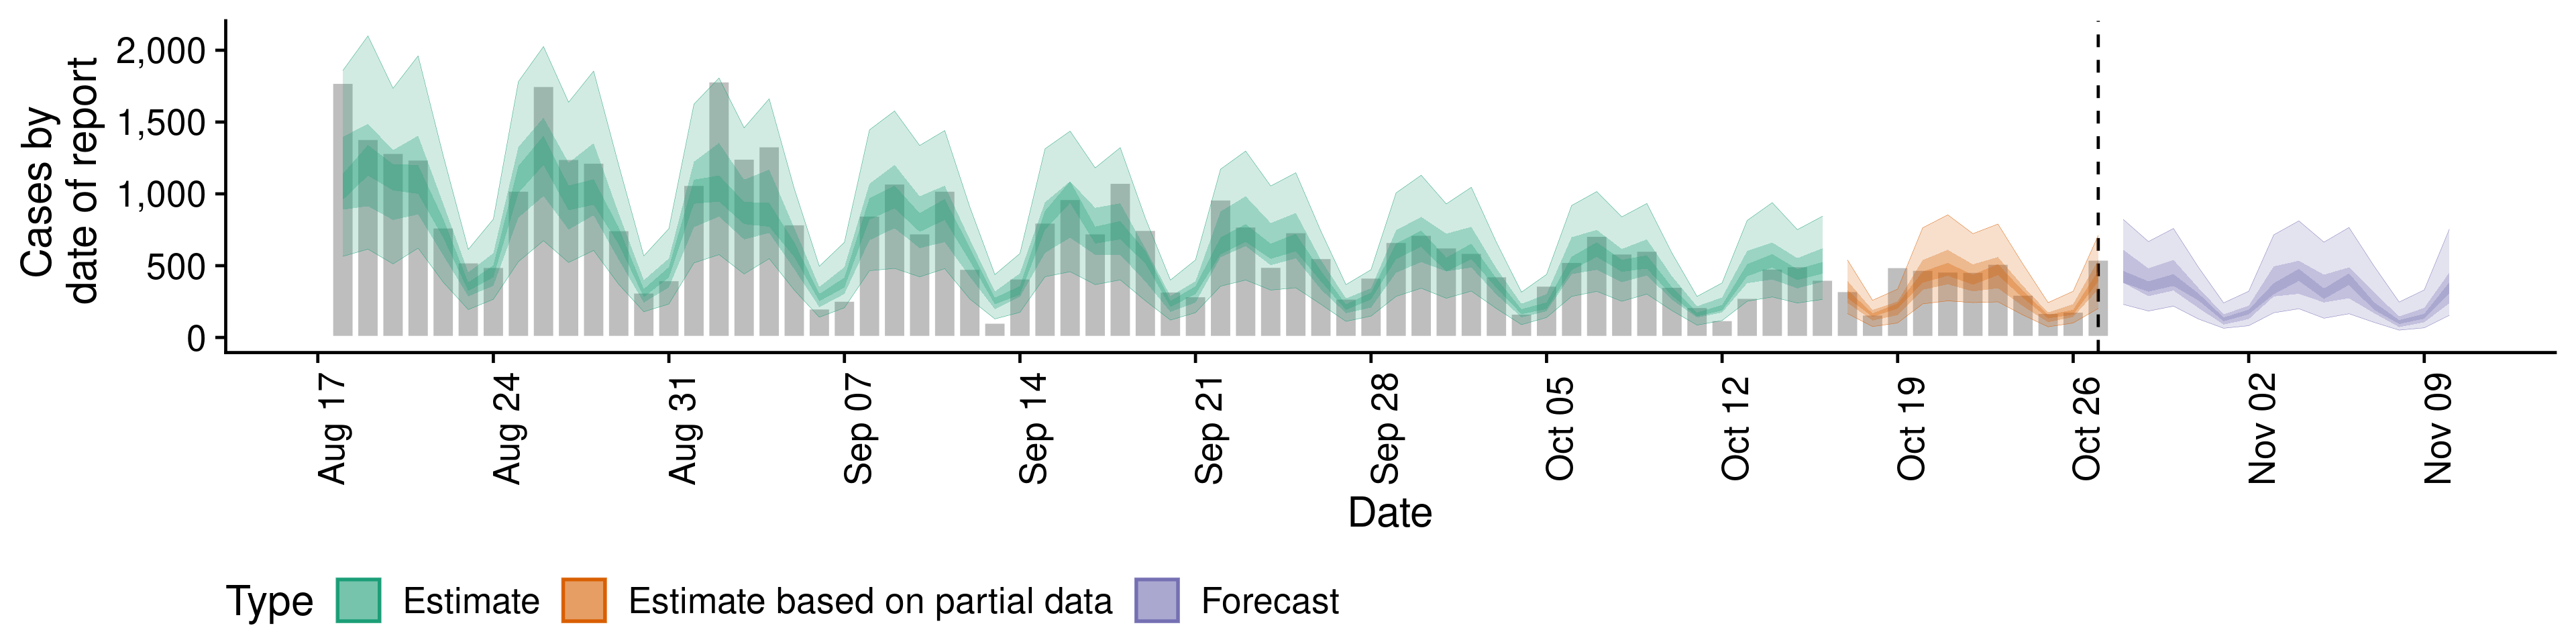 Cases by
date of report
2,000
1,500
1,000
500
0
Aug 17
Aug 24
Aug 31
Sep 07
Sep 14
Sep 21
Sep 28
Oct 05
Oct 12
Oct 19
Oct 26
Nov 02
Nov 09
Date
Type Estimate Estimate based on partial data Forecast